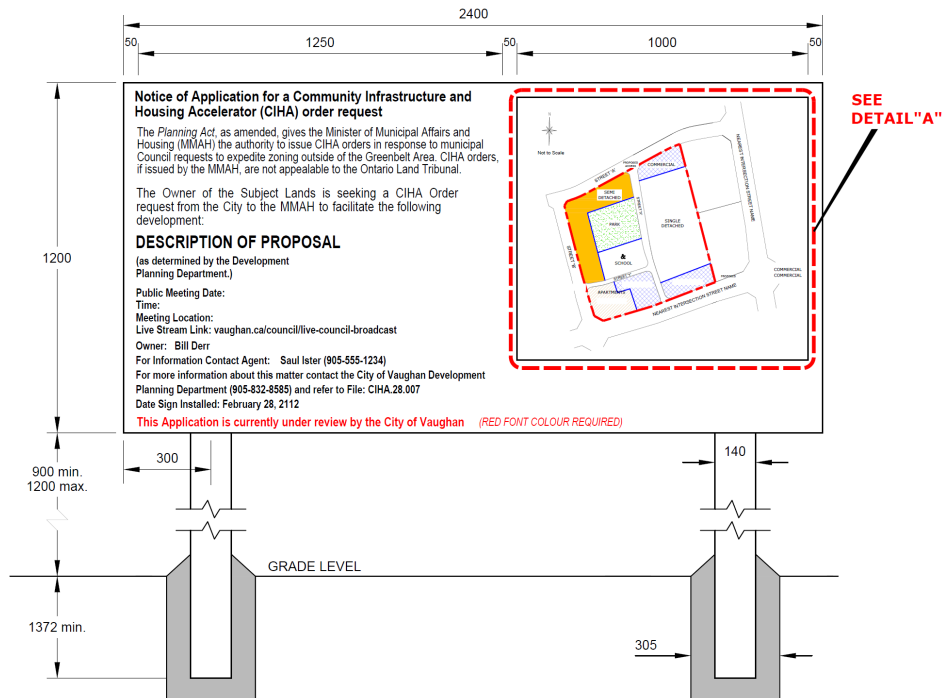 2400
50
1250
50
1000
50
Notice of Application for a Community Infrastructure and
Housing Accelerator (CIHA) order request
The Planning Act, as amended, gives the Minister of Municipal Affairs and
Housing (MMAH) the authority to issue CIHA orders in response to municipal
Council requests to expedite zoning outside of the Greenbelt Area. CIHA orders,
if issued by the MMAH, are not appealable to the Ontario Land Tribunal.
The Owner of the Subject Lands is seeking a CIHA Order
request from the City to the MMAH to facilitate the following
development:
DESCRIPTION OF PROPOSAL
(as determined by the Development
Planning Department.)
Public Meeting Date:
Time:
Meeting Location:
Live Stream Link: vaughan.ca/council/live-council-broadcast
Owner: Bill Derr
For Information Contact Agent: Saul Ister (905-555-1234)
For more information about this matter contact the City of Vaughan Development
Planning Department (905-832-8585) and refer to File: CIHA.28.007
Date Sign Installed: February 28, 2112
This Application is currently under review by the City of Vaughan (RED FONT COLOUR REQUIRED)
N
Not to Scale
STREET 'A'
COMMERCIAL
SEMI
DETACHED
PARK
SINGLE
DETACHED
&
SCHOOL
STREET 'B'
APARTMENTS
NEAREST INTERSECTION STREET NAME
NEAREST INTERSECTION STREET NAME
COMMERCIAL
COMMERCIAL
SEE
DETAIL"A"
1200
900 min.
1200 max.
300
140
GRADE LEVEL
1372 min.
305